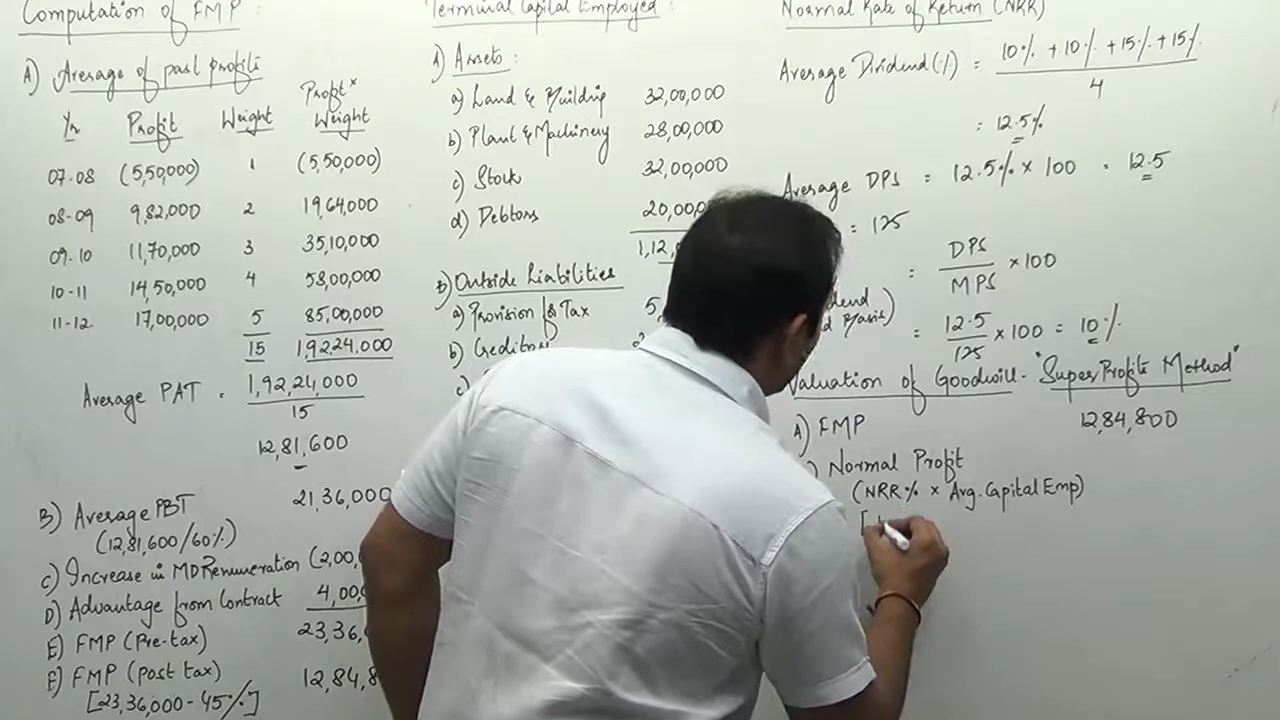 Computation of FMP :
A) Average of past profits
Yr Profit Weight Profit x Weight
07-08 (5,50,000) 1 (5,50,000)
08-09 9,82,000 2 19,64,000
09-10 11,70,000 3 35,10,000
10-11 14,50,000 4 58,00,000
11-12 17,00,000 5 85,00,000
15 1,92,24,000
Average PAT = 1,92,24,000
15
12,81,600
B) Average PBT 21,36,000
(12,81,600/60%)
C) Increase in MD Remuneration (2,00,
D) Advantage from Contract 4,00,
E) FMP (Pre-tax) 23,36,
F) FMP (post tax) 12,84,8
[23,36,000 - 45%]
Terminal Capital Employed :
A) Assets :
a) Land & Building 32,00,000
b) Plant & Machinery 28,00,000
c) Stock 32,00,000
d) Debtors 20,00,0
1,12,
B) Outside Liabilities
a) Provision for Tax 5,
b) Creditors 2
Normal Rate of Return (NRR)
Average Dividend (%) = 10% + 10% + 15% + 15%
4
= 12.5%
Average DPS = 12.5% x 100 = 12.5
= 125
= DPS x 100
MPS
dend
Basis)
= 12.5 x 100 = 10%
125
Valuation of Goodwill - "Super Profits Method"
A) FMP 12,84,800
) Normal Profit
(NRR% x Avg. Capital Emp)
[